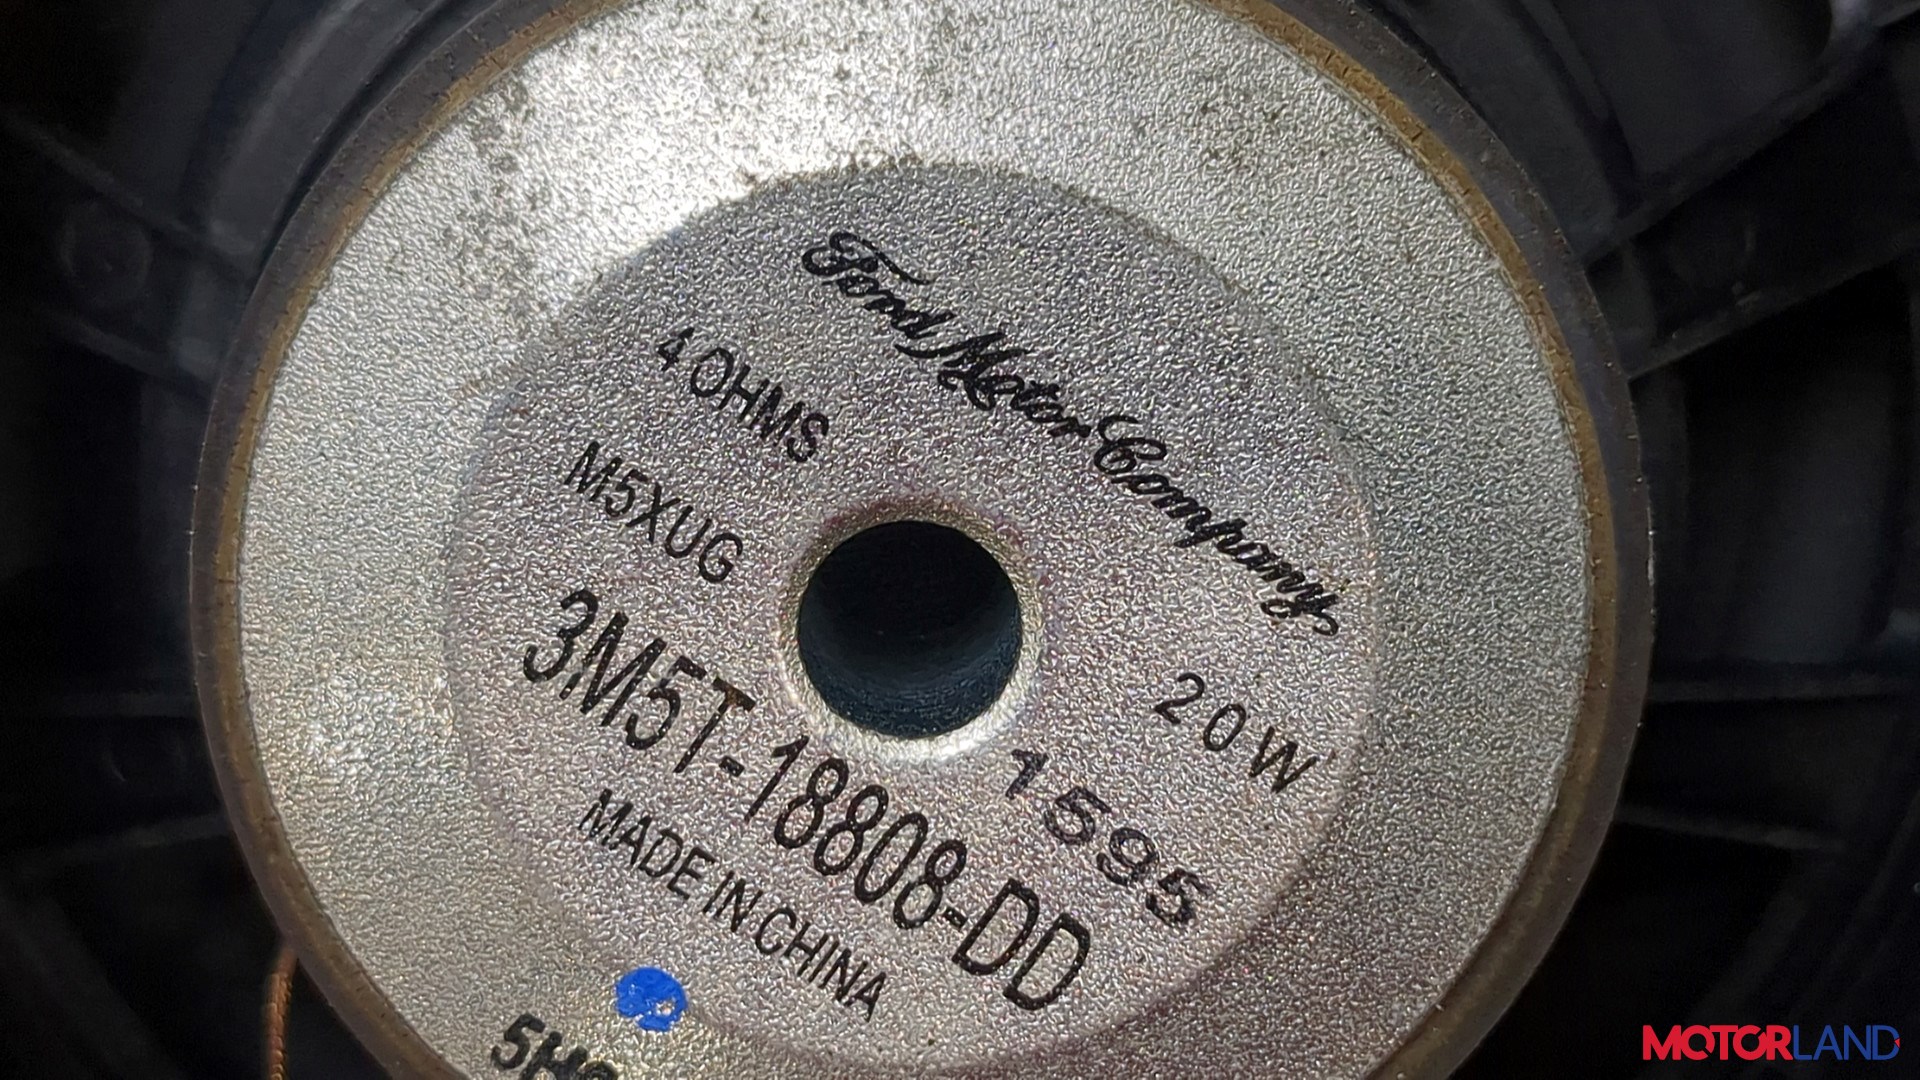 Ford Motor Company
4 OHMS
20W
M5XUG
1595
3M5T-18808-DD
MADE IN CHINA
MOTORLAND